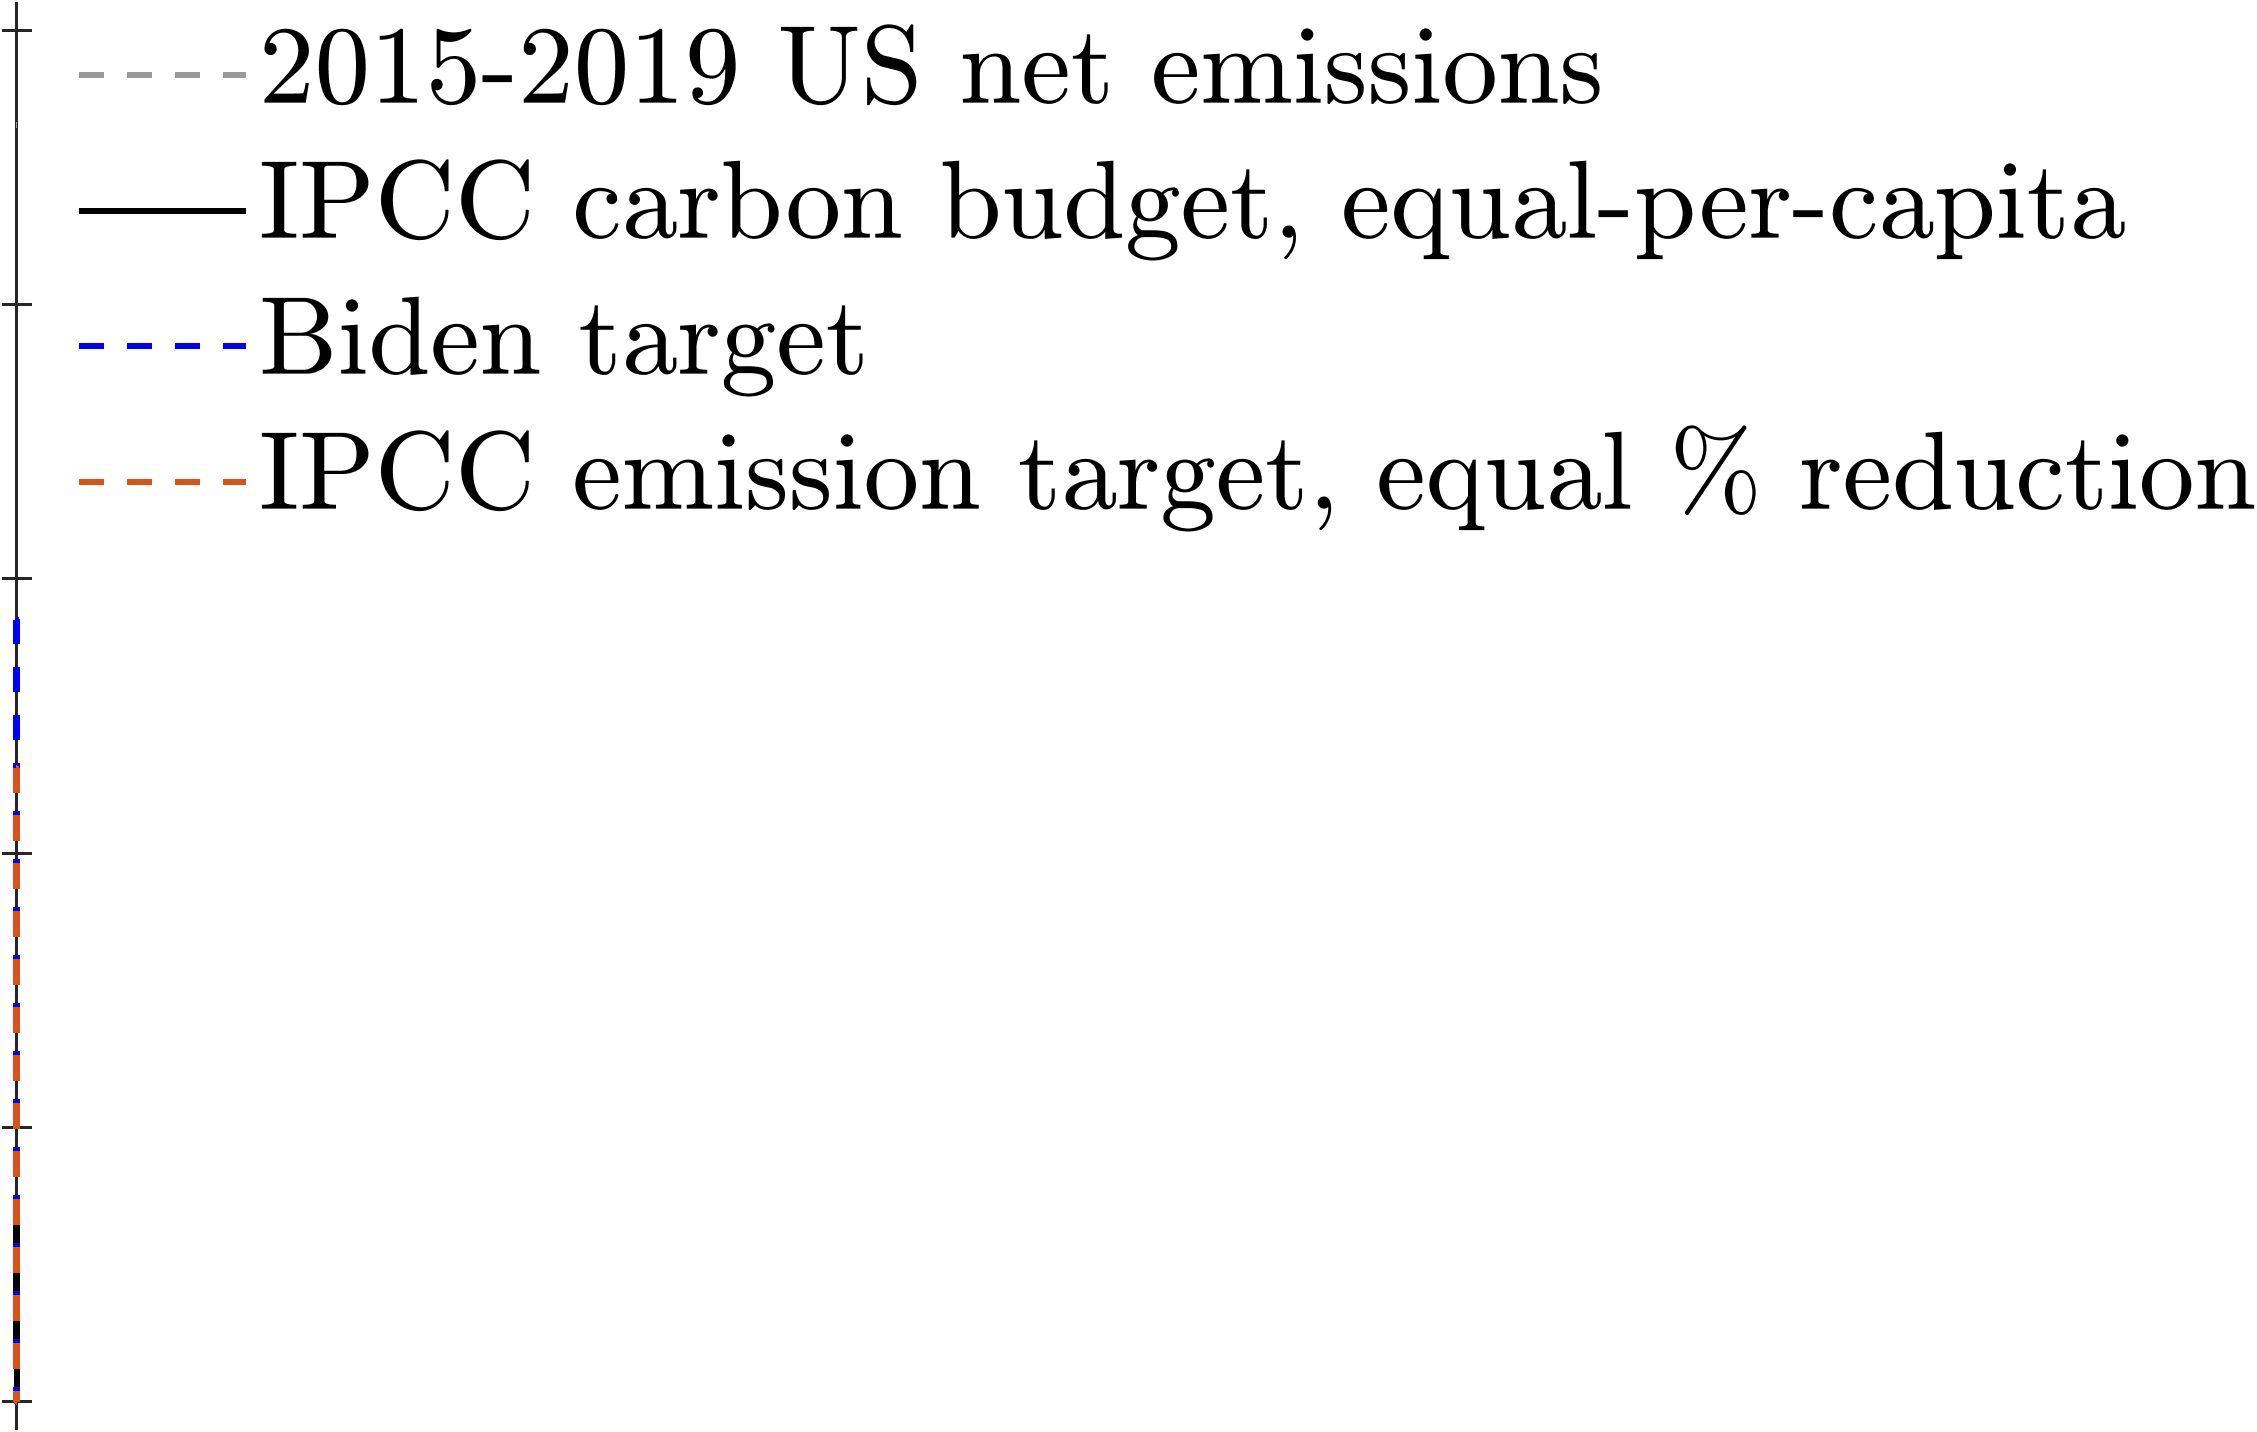 2015-2019 US net emissions
IPCC carbon budget, equal-per-capita
Biden target
IPCC emission target, equal % reduction